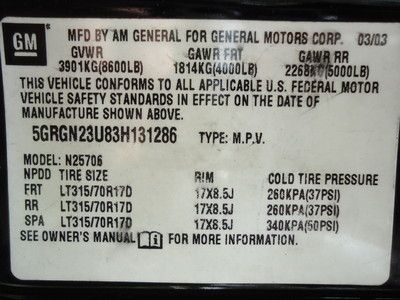 GM
MFD BY AM GENERAL FOR GENERAL MOTORS CORP. 03/03
GVWR GAWR FRT GAWR RR
3901KG(8600LB) 1814KG(4000LB) 2268KG(5000LB)
THIS VEHICLE CONFORMS TO ALL APPLICABLE U.S. FEDERAL MOTOR
VEHICLE SAFETY STANDARDS IN EFFECT ON THE DATE OF
MANUFACTURE SHOWN ABOVE.
5GRGN23U83H131286 TYPE: M.P.V.
MODEL: N25706
NPDD TIRE SIZE RIM COLD TIRE PRESSURE
FRT LT315/70R17D 17X8.5J 260KPA(37PSI)
RR LT315/70R17D 17X8.5J 260KPA(37PSI)
SPA LT315/70R17D 17X8.5J 340KPA(50PSI)
SEE OWNER'S MANUAL FOR MORE INFORMATION.